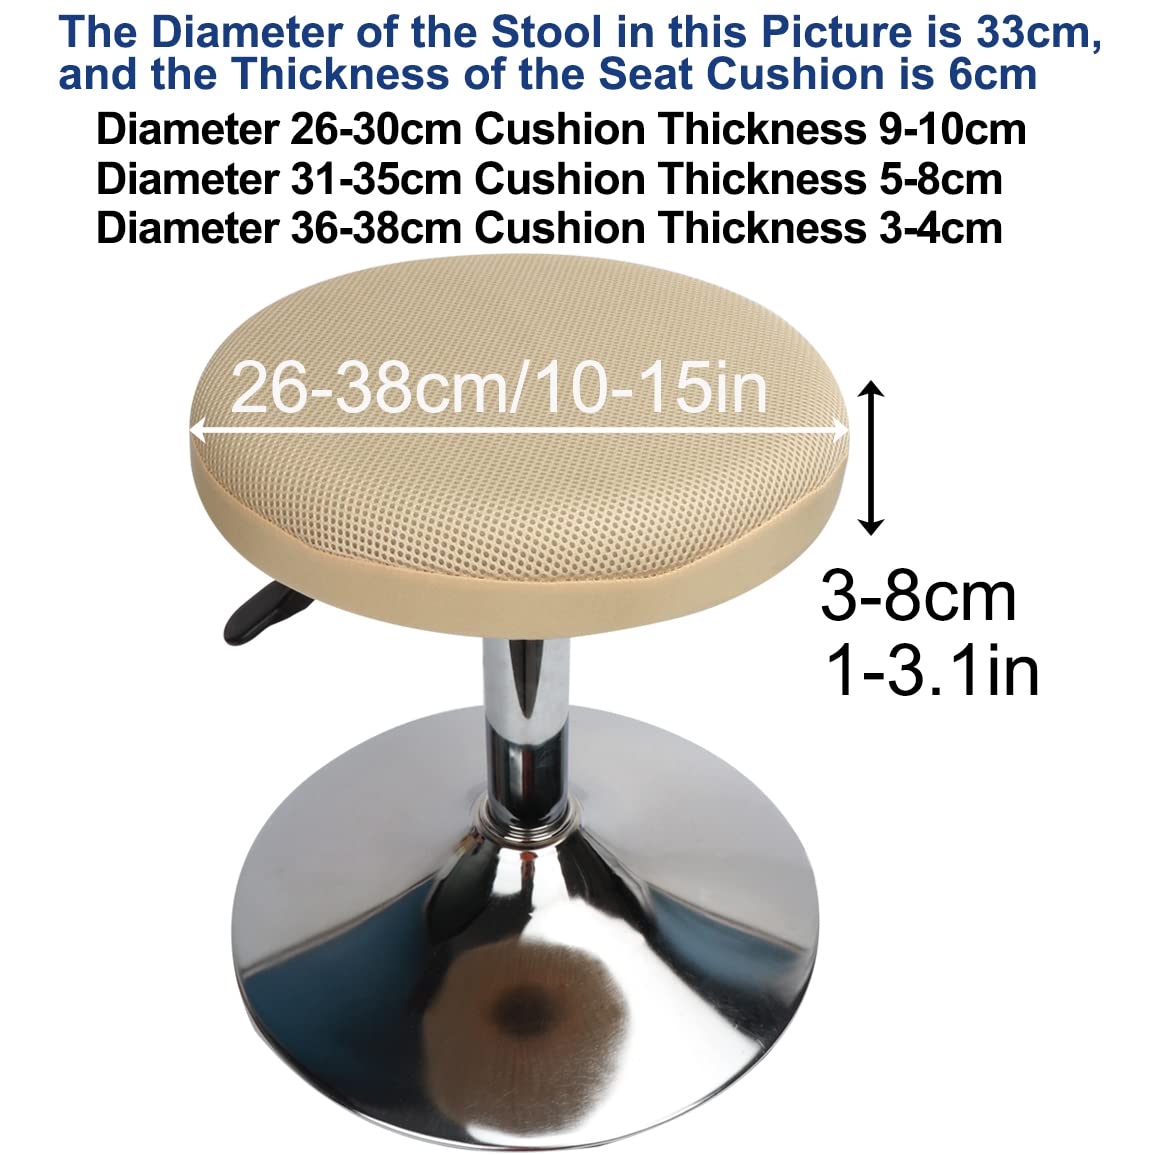 The Diameter of the Stool in this Picture is 33cm,
and the Thickness of the Seat Cushion is 6cm
Diameter 26-30cm Cushion Thickness 9-10cm
Diameter 31-35cm Cushion Thickness 5-8cm
Diameter 36-38cm Cushion Thickness 3-4cm
26-38cm/10-15in
3-8cm
1-3.1in